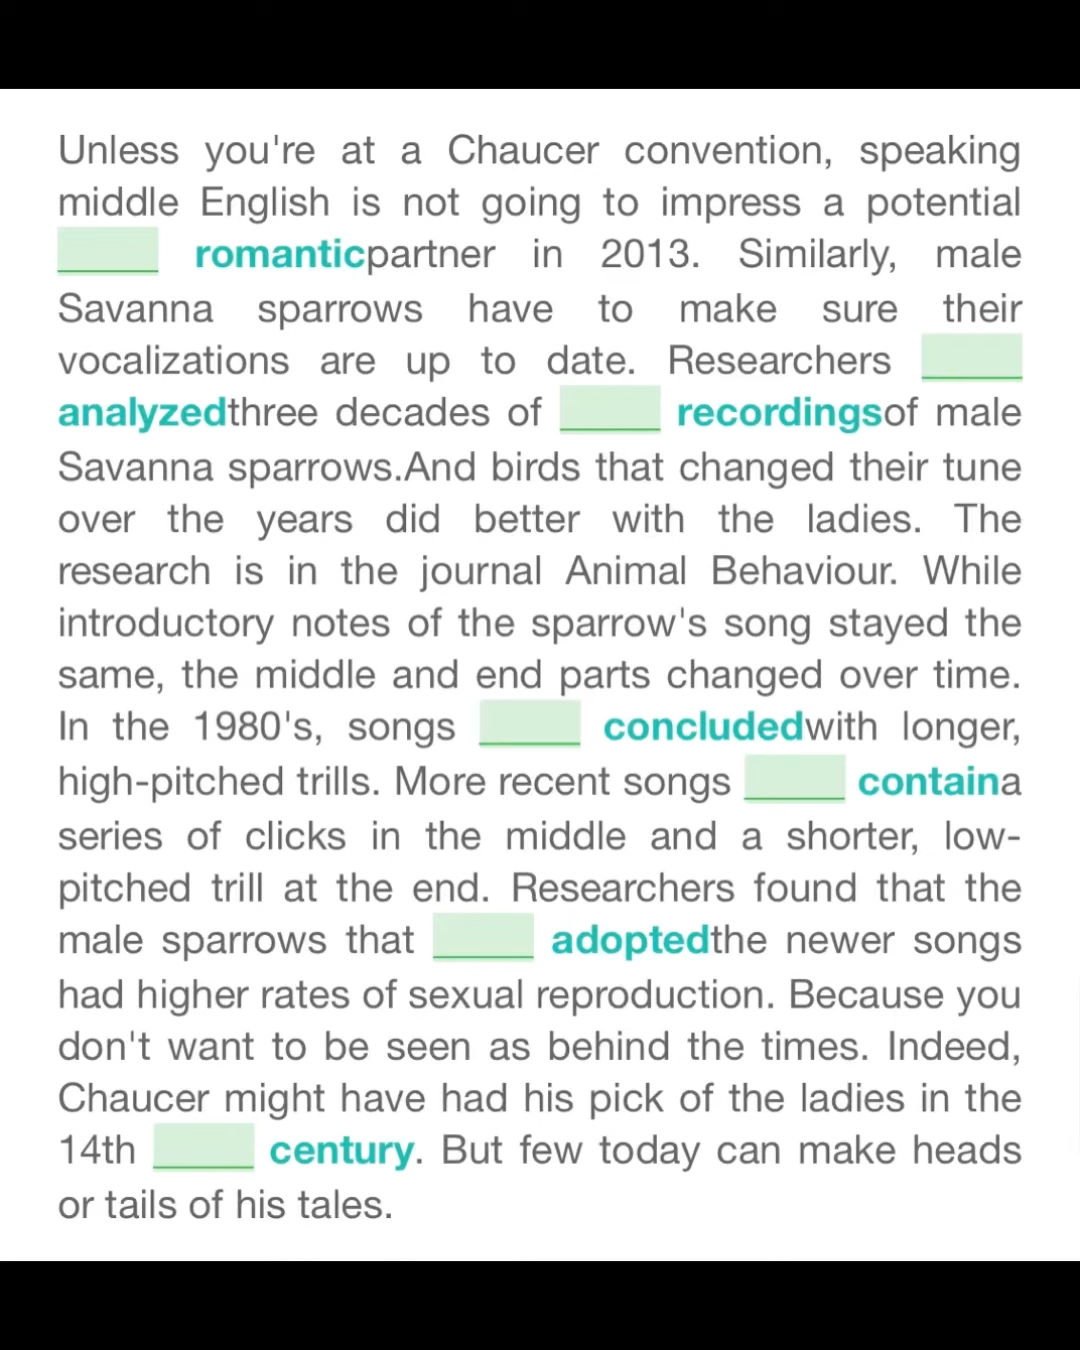 Unless you're at a Chaucer convention, speaking
middle English is not going to impress a potential
romanticpartner in 2013. Similarly, male
Savanna sparrows have to make sure their
vocalizations are up to date. Researchers
analyzedthree decades of recordingsof male
Savanna sparrows.And birds that changed their tune
over the years did better with the ladies. The
research is in the journal Animal Behaviour. While
introductory notes of the sparrow's song stayed the
same, the middle and end parts changed over time.
In the 1980's, songs concludedwith longer,
high-pitched trills. More recent songs containa
series of clicks in the middle and a shorter, low-
pitched trill at the end. Researchers found that the
male sparrows that adoptedthe newer songs
had higher rates of sexual reproduction. Because you
don't want to be seen as behind the times. Indeed,
Chaucer might have had his pick of the ladies in the
14th century. But few today can make heads
or tails of his tales.